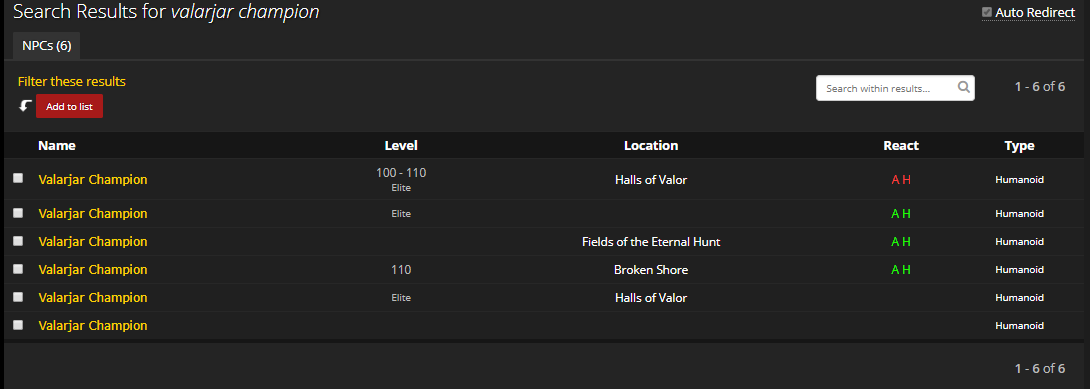 Search Results for valarjar champion
Auto Redirect
NPCs (6)
Filter these results
Add to list
Search within results...
1 - 6 of 6
Name Level Location React Type
Valarjar Champion 100 - 110 Elite Halls of Valor A H Humanoid
Valarjar Champion Elite A H Humanoid
Valarjar Champion Fields of the Eternal Hunt A H Humanoid
Valarjar Champion 110 Broken Shore A H Humanoid
Valarjar Champion Elite Halls of Valor Humanoid
Valarjar Champion Humanoid
1 - 6 of 6